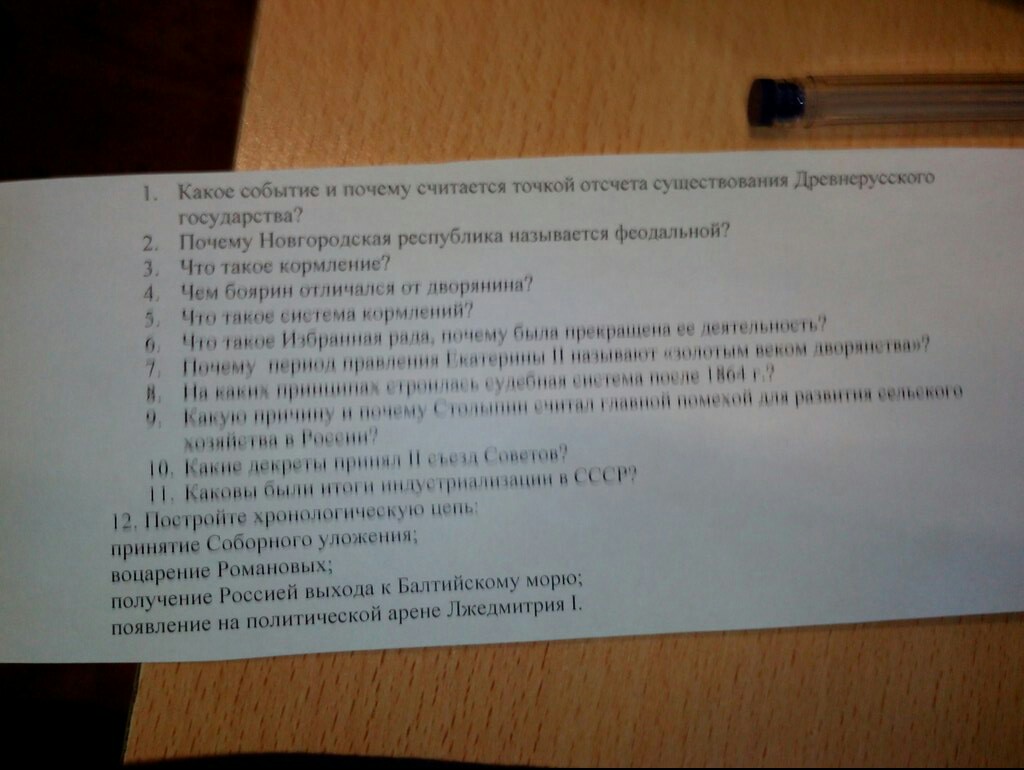 1. Какое событие и почему считается точкой отсчета существования Древнерусского
государства?
2. Почему Новгородская республика называется феодальной?
3. Что такое кормление?
4. Чем боярин отличался от дворянина?
5. Что такое система кормлений?
6. Что такое Избранная рада, почему была прекращена ее деятельность?
7. Почему период правления Екатерины II называют «золотым веком дворянства»?
8. На каких принципах строилась судебная система после 1864 г.?
9. Какую причину и почему Столыпин считал главной помехой для развития сельского
хозяйства в России?
10. Какие декреты принял II съезд Советов?
11. Каковы были итоги индустриализации в СССР?
12. Постройте хронологическую цепь:
принятие Соборного уложения;
воцарение Романовых;
получение Россией выхода к Балтийскому морю;
появление на политической арене Лжедмитрия I.